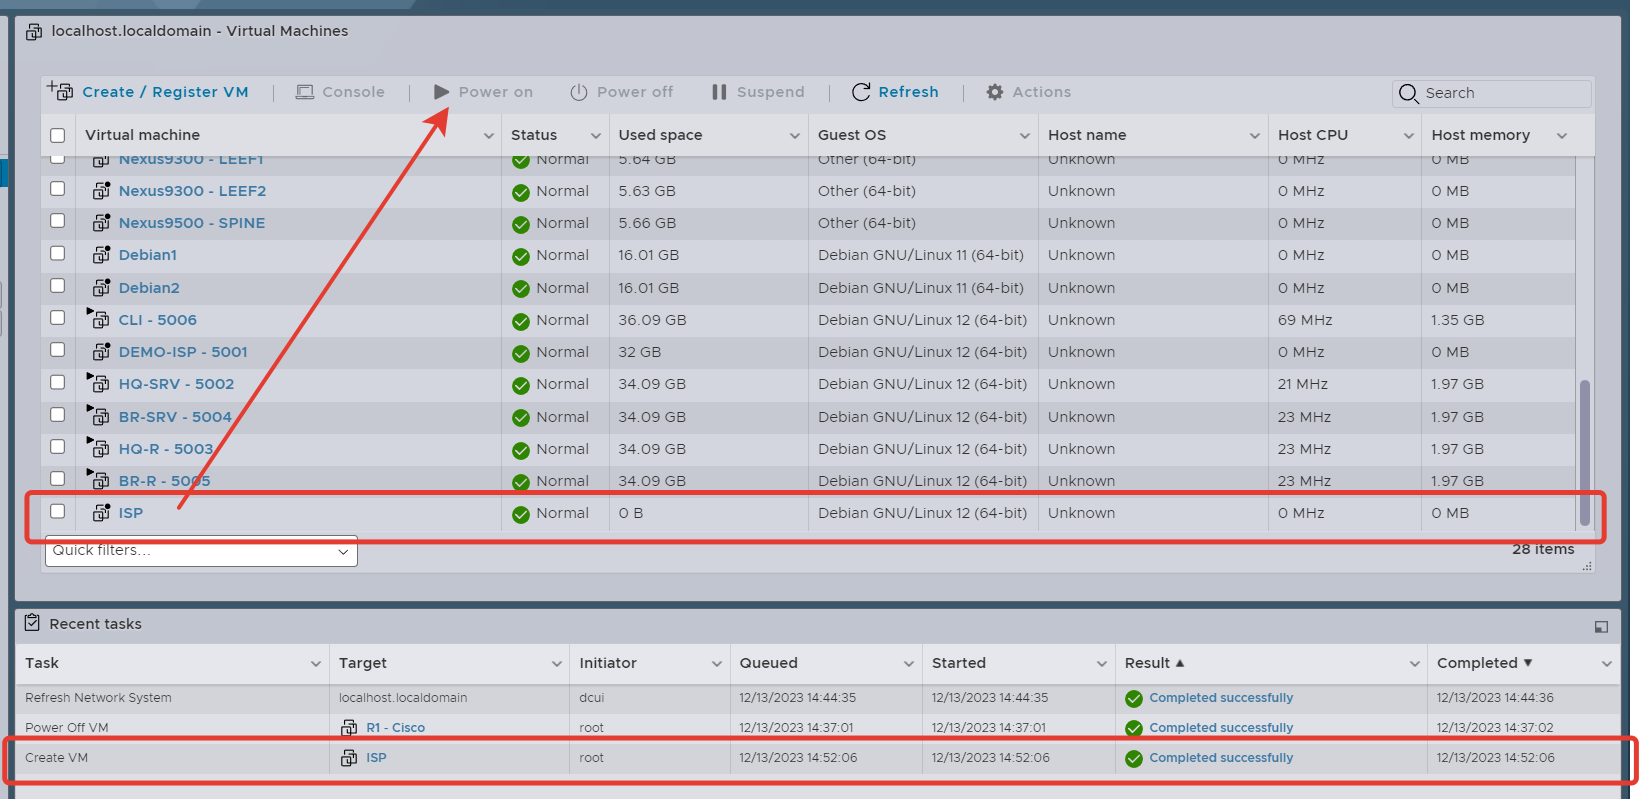 localhost.localdomain - Virtual Machines
Create / Register VM Console Power on Power off Suspend Refresh Actions Search
Virtual machine Status Used space Guest OS Host name Host CPU Host memory
Nexus9300 - LEEF1 Normal 5.64 GB Other (64-bit) Unknown 0 MHz 0 MB
Nexus9300 - LEEF2 Normal 5.63 GB Other (64-bit) Unknown 0 MHz 0 MB
Nexus9500 - SPINE Normal 5.66 GB Other (64-bit) Unknown 0 MHz 0 MB
Debian1 Normal 16.01 GB Debian GNU/Linux 11 (64-bit) Unknown 0 MHz 0 MB
Debian2 Normal 16.01 GB Debian GNU/Linux 11 (64-bit) Unknown 0 MHz 0 MB
CLI - 5006 Normal 36.09 GB Debian GNU/Linux 12 (64-bit) Unknown 69 MHz 1.35 GB
DEMO-ISP - 5001 Normal 32 GB Debian GNU/Linux 12 (64-bit) Unknown 0 MHz 0 MB
HQ-SRV - 5002 Normal 34.09 GB Debian GNU/Linux 12 (64-bit) Unknown 21 MHz 1.97 GB
BR-SRV - 5004 Normal 34.09 GB Debian GNU/Linux 12 (64-bit) Unknown 23 MHz 1.97 GB
HQ-R - 5003 Normal 34.09 GB Debian GNU/Linux 12 (64-bit) Unknown 23 MHz 1.97 GB
BR-R - 5005 Normal 34.09 GB Debian GNU/Linux 12 (64-bit) Unknown 23 MHz 1.97 GB
ISP Normal 0 B Debian GNU/Linux 12 (64-bit) Unknown 0 MHz 0 MB
Quick filters... 28 items
Recent tasks
Task Target Initiator Queued Started Result Completed
Refresh Network System localhost.localdomain dcui 12/13/2023 14:44:35 12/13/2023 14:44:35 Completed successfully 12/13/2023 14:44:36
Power Off VM R1 - Cisco root 12/13/2023 14:37:01 12/13/2023 14:37:01 Completed successfully 12/13/2023 14:37:02
Create VM ISP root 12/13/2023 14:52:06 12/13/2023 14:52:06 Completed successfully 12/13/2023 14:52:06